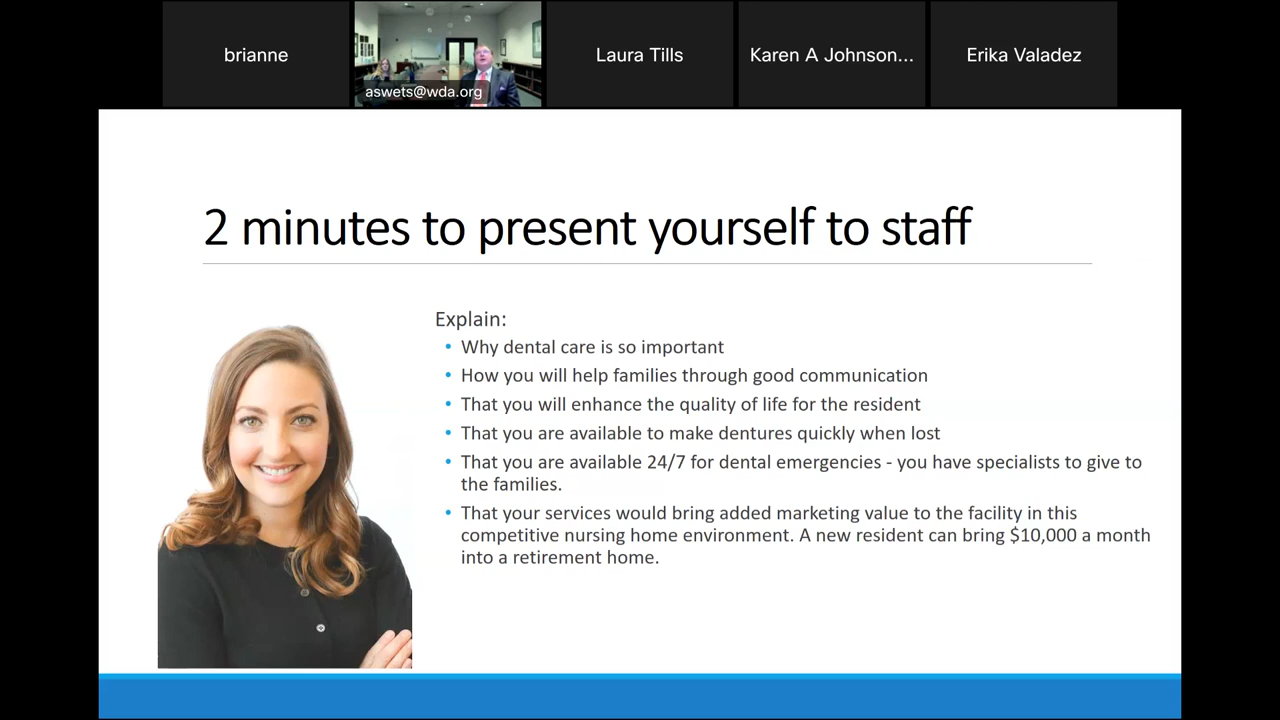 brianne
aswets@wda.org
Laura Tills
Karen A Johnson...
Erika Valadez
2 minutes to present yourself to staff
Explain:
• Why dental care is so important
• How you will help families through good communication
• That you will enhance the quality of life for the resident
• That you are available to make dentures quickly when lost
• That you are available 24/7 for dental emergencies - you have specialists to give to
the families.
• That your services would bring added marketing value to the facility in this
competitive nursing home environment. A new resident can bring $10,000 a month
into a retirement home.